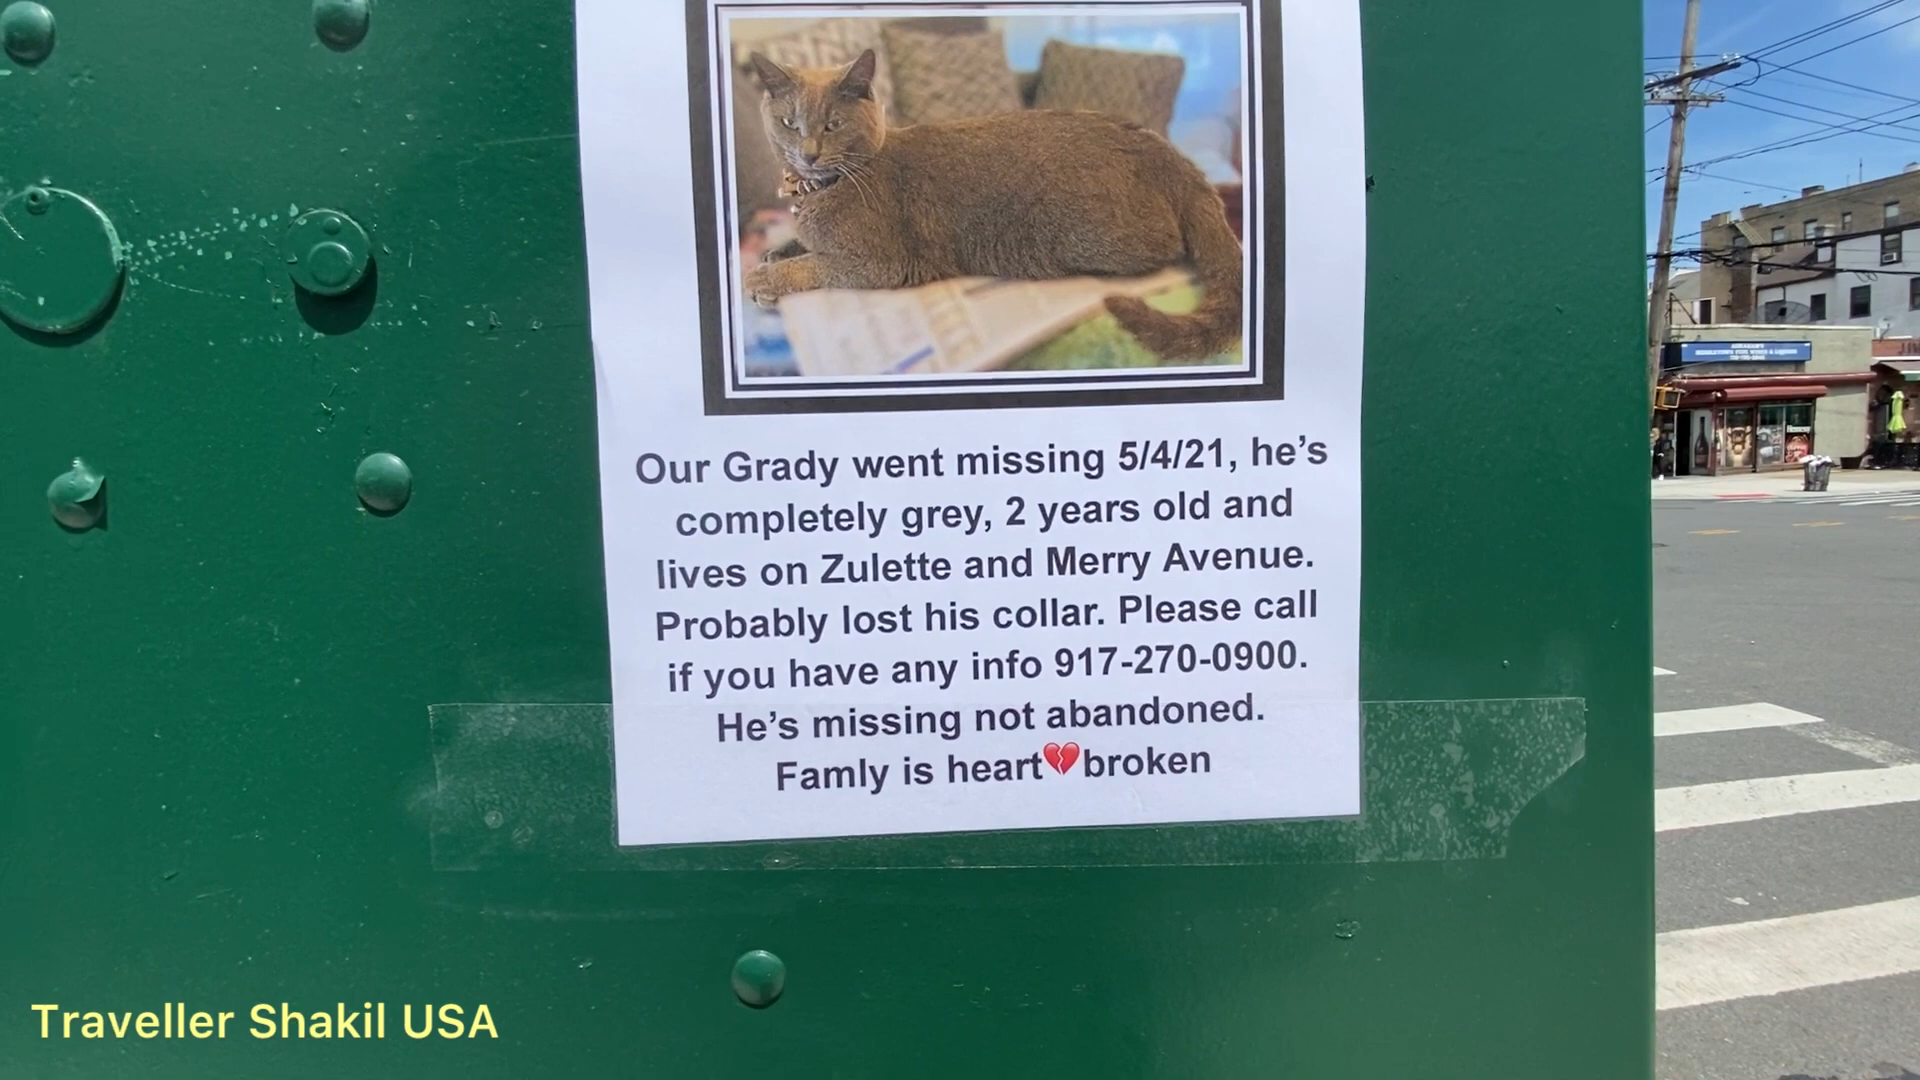 Our Grady went missing 5/4/21, he's
completely grey, 2 years old and
lives on Zulette and Merry Avenue.
Probably lost his collar. Please call
if you have any info 917-270-0900.
He's missing not abandoned.
Famly is heart💔broken
Traveller Shakil USA